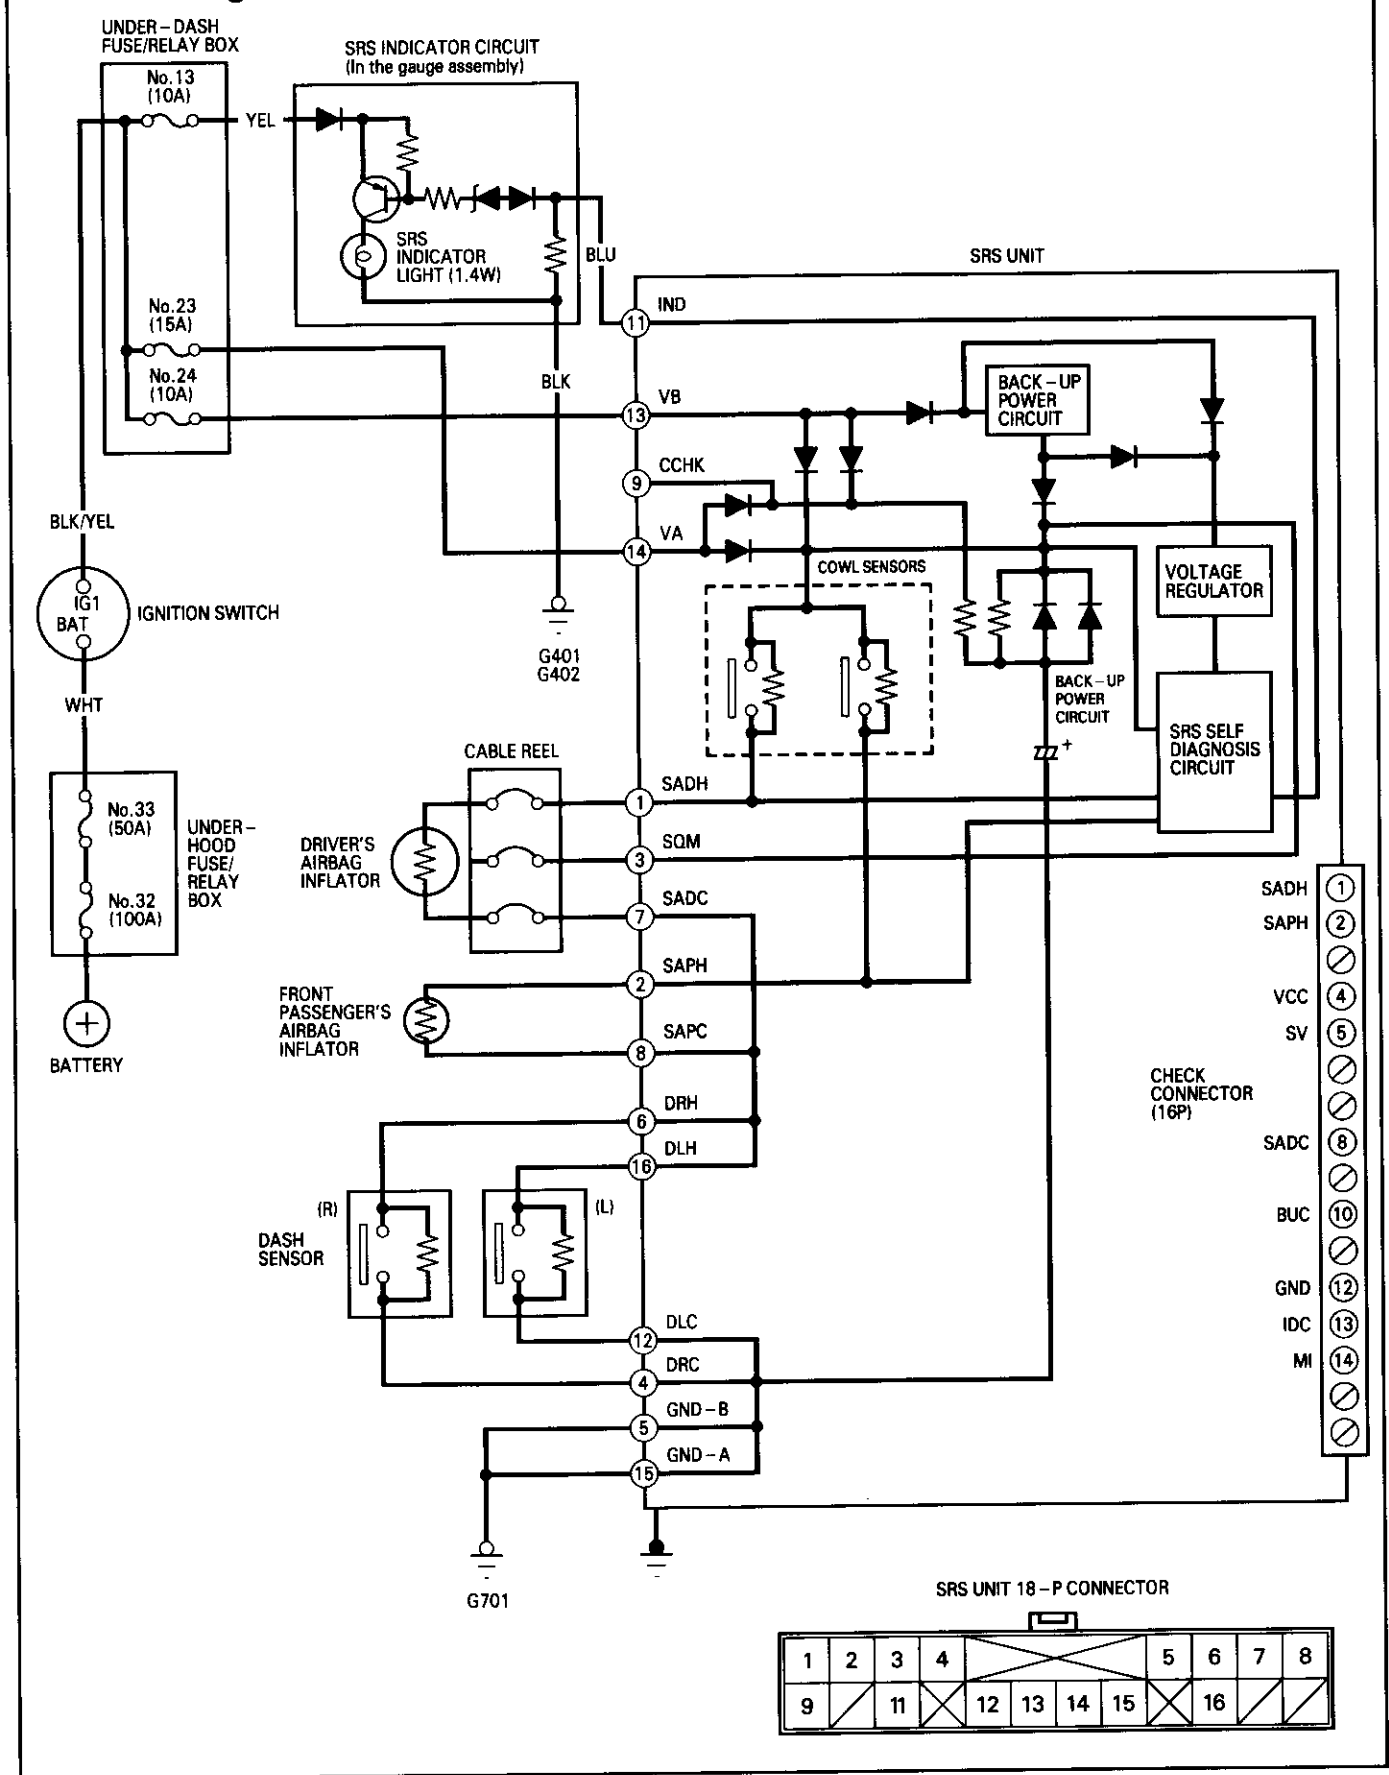 UNDER–DASH
FUSE/RELAY BOX
No.13
(10A)
YEL
SRS INDICATOR CIRCUIT
(In the gauge assembly)
SRS
INDICATOR
LIGHT (1.4W)
BLU
BLK
No.23
(15A)
No.24
(10A)
BLK/YEL
IG1
BAT
IGNITION SWITCH
WHT
No.33
(50A)
No.32
(100A)
UNDER–
HOOD
FUSE/
RELAY
BOX
+
BATTERY
G401
G402
SRS UNIT
11
IND
13
VB
9
CCHK
14
VA
BACK–UP
POWER
CIRCUIT
COWL SENSORS
VOLTAGE
REGULATOR
BACK–UP
POWER
CIRCUIT
+
SRS SELF
DIAGNOSIS
CIRCUIT
CABLE REEL
DRIVER'S
AIRBAG
INFLATOR
1
SADH
3
SQM
7
SADC
FRONT
PASSENGER'S
AIRBAG
INFLATOR
2
SAPH
8
SAPC
6
DRH
16
DLH
(R)
(L)
DASH
SENSOR
12
DLC
4
DRC
5
GND–B
15
GND–A
G701
CHECK
CONNECTOR
(16P)
SADH 1
SAPH 2
VCC 4
SV 5
SADC 8
BUC 10
GND 12
IDC 13
MI 14
SRS UNIT 18–P CONNECTOR
1 2 3 4 5 6 7 8
9 11 12 13 14 15 16